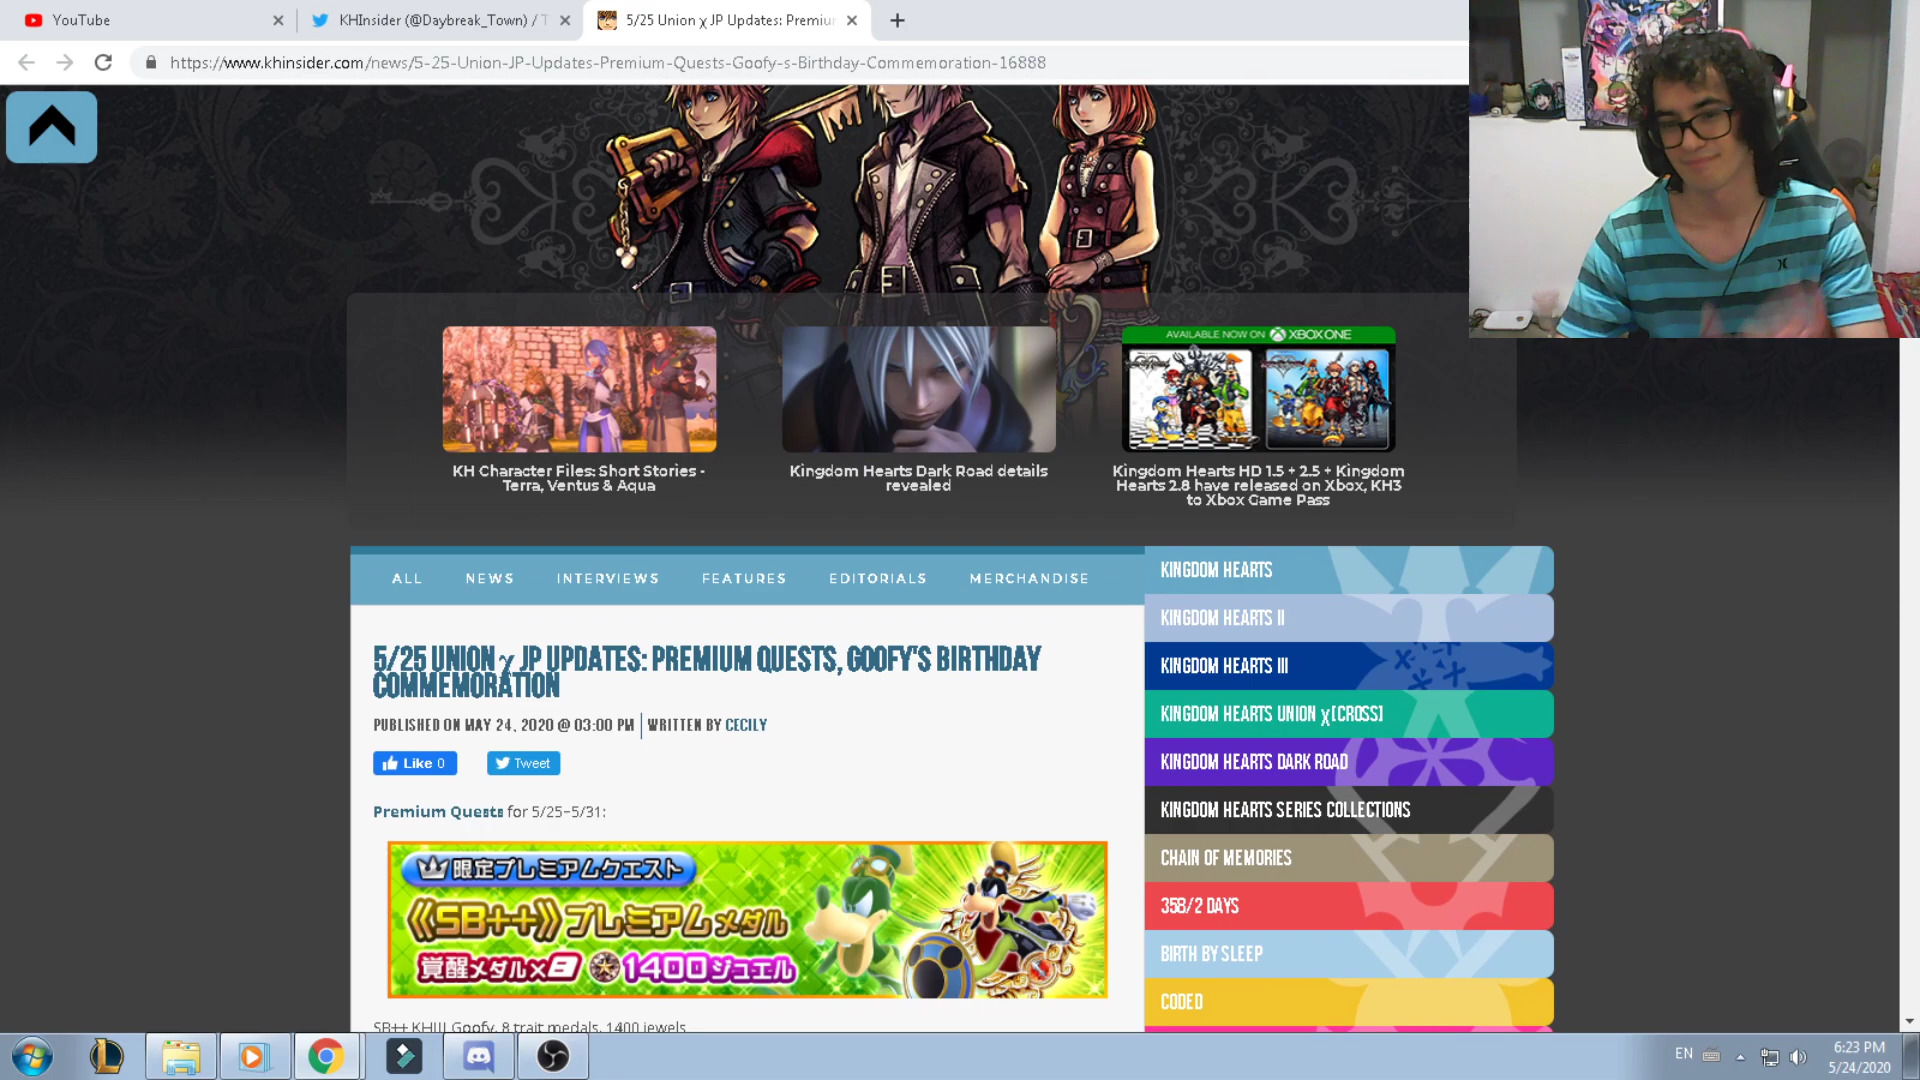 YouTube
KHInsider (@Daybreak_Town) / T
5/25 Union χ JP Updates: Premiur
https://www.khinsider.com/news/5-25-Union-JP-Updates-Premium-Quests-Goofy-s-Birthday-Commemoration-16888
AVAILABLE NOW ON XBOX ONE
KH Character Files: Short Stories -
Terra, Ventus & Aqua
Kingdom Hearts Dark Road details
revealed
Kingdom Hearts HD 1.5 + 2.5 + Kingdom
Hearts 2.8 have released on Xbox, KH3
to Xbox Game Pass
ALL NEWS INTERVIEWS FEATURES EDITORIALS MERCHANDISE
5/25 UNION χ JP UPDATES: PREMIUM QUESTS, GOOFY'S BIRTHDAY
COMMEMORATION
PUBLISHED ON MAY 24, 2020 @ 03:00 PM | WRITTEN BY CECILY
Like 0
Tweet
Premium Quests for 5/25-5/31:
限定プレミアムクエスト
《SB++》プレミアムメダル
覚醒メダル×8 1400ジュエル
SB++ KHIII Goofy, 8 trait medals, 1400 jewels
KINGDOM HEARTS
KINGDOM HEARTS II
KINGDOM HEARTS III
KINGDOM HEARTS UNION χ[CROSS]
KINGDOM HEARTS DARK ROAD
KINGDOM HEARTS SERIES COLLECTIONS
CHAIN OF MEMORIES
358/2 DAYS
BIRTH BY SLEEP
CODED
EN
6:23 PM
5/24/2020